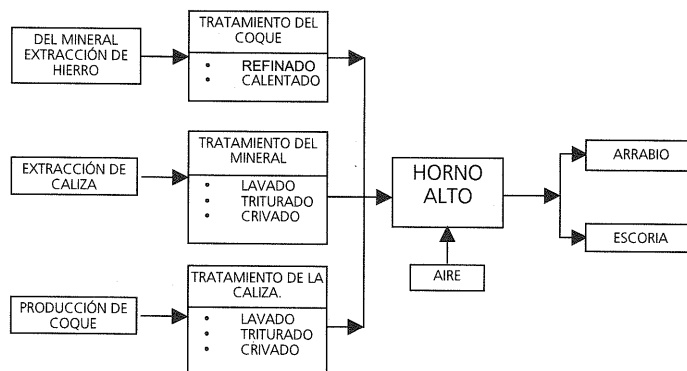 TRATAMIENTO DEL
COQUE
DEL MINERAL
EXTRACCIÓN DE
HIERRO
• REFINADO
• CALENTADO
TRATAMIENTO DEL
MINERAL
EXTRACCIÓN DE
CALIZA
• LAVADO
• TRITURADO
• CRIVADO
HORNO
ALTO
ARRABIO
ESCORIA
AIRE
TRATAMIENTO DE LA
CALIZA.
PRODUCCIÓN DE
COQUE
• LAVADO
• TRITURADO
• CRIVADO